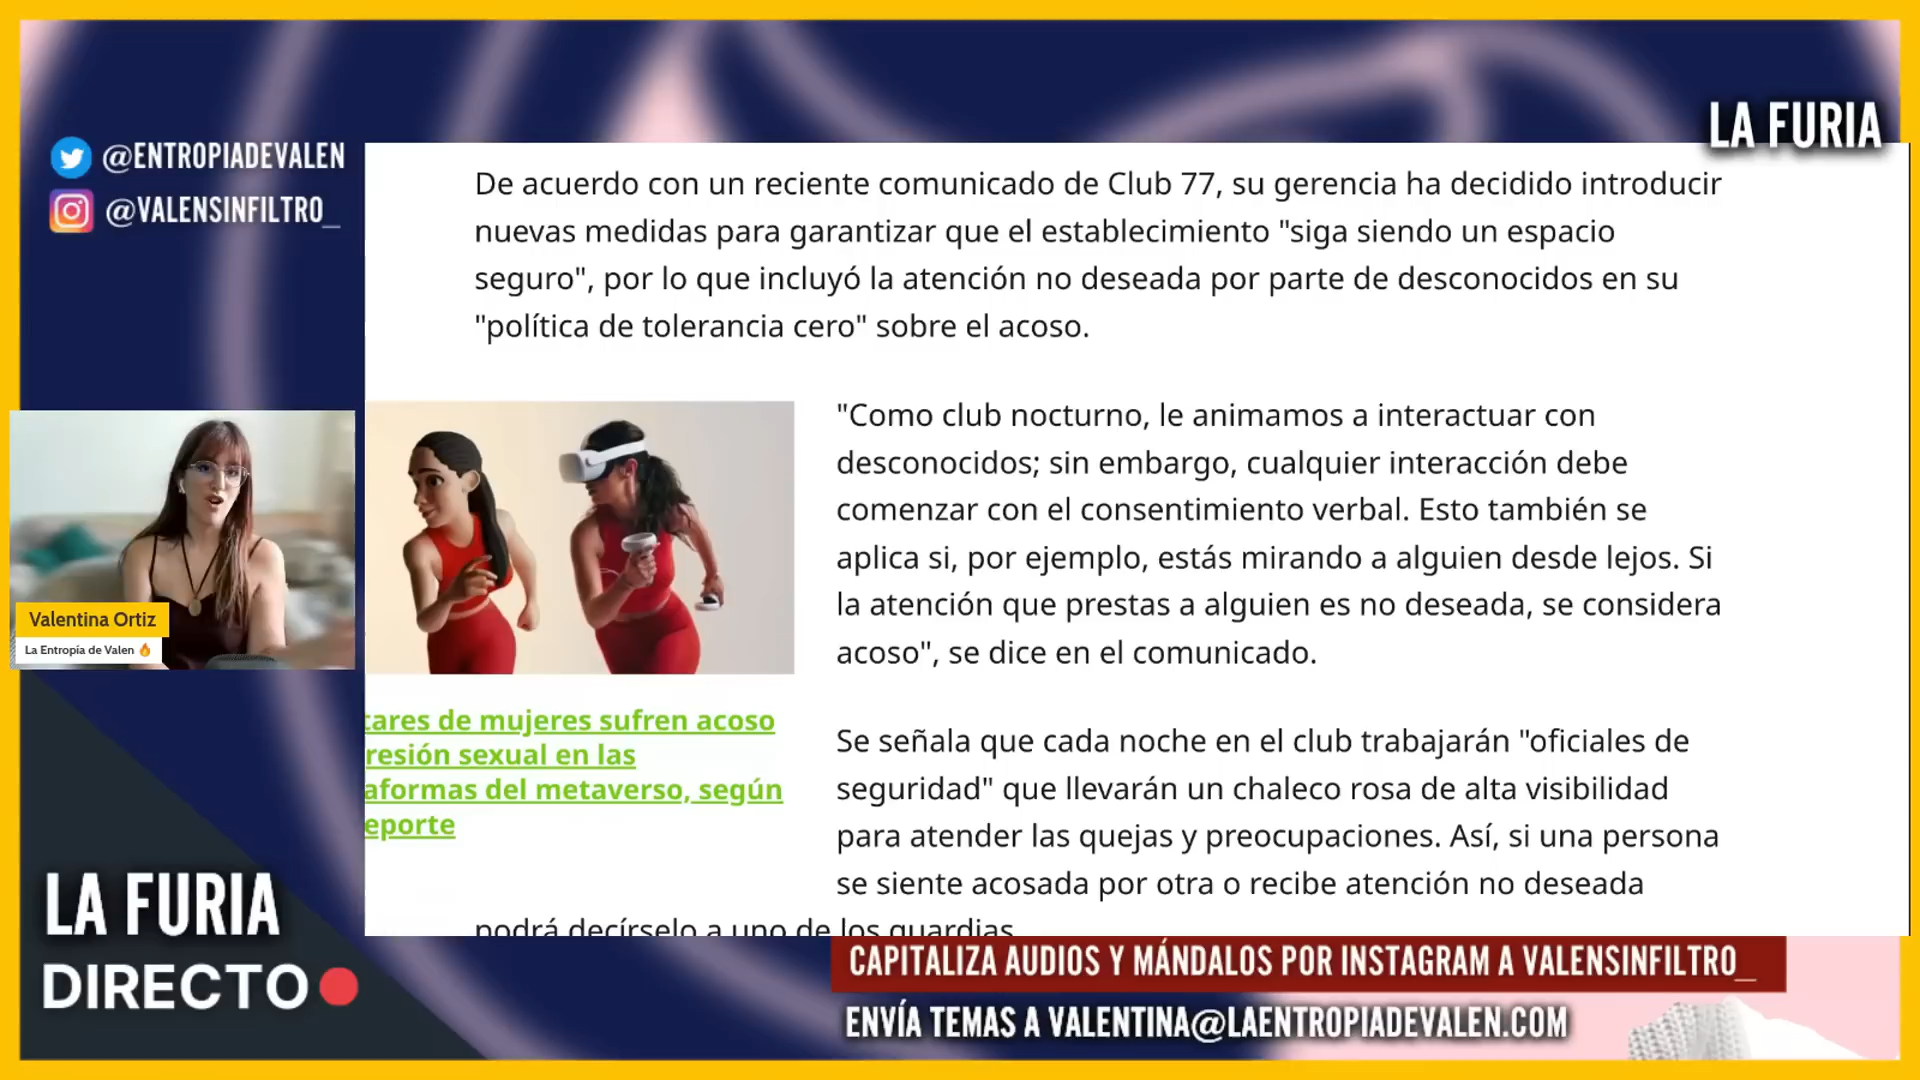 LA FURIA
@ENTROPIADEVALEN
@VALENSINFILTRO_
De acuerdo con un reciente comunicado de Club 77, su gerencia ha decidido introducir
nuevas medidas para garantizar que el establecimiento "siga siendo un espacio
seguro", por lo que incluyó la atención no deseada por parte de desconocidos en su
"política de tolerancia cero" sobre el acoso.
"Como club nocturno, le animamos a interactuar con
desconocidos; sin embargo, cualquier interacción debe
comenzar con el consentimiento verbal. Esto también se
aplica si, por ejemplo, estás mirando a alguien desde lejos. Si
la atención que prestas a alguien es no deseada, se considera
acoso", se dice en el comunicado.
Valentina Ortiz
La Entropía de Valen 🔥
tares de mujeres sufren acoso
resión sexual en las
aformas del metaverso, según
eporte
Se señala que cada noche en el club trabajarán "oficiales de
seguridad" que llevarán un chaleco rosa de alta visibilidad
para atender las quejas y preocupaciones. Así, si una persona
se siente acosada por otra o recibe atención no deseada
podrá decírselo a uno de los guardias
LA FURIA
DIRECTO
CAPITALIZA AUDIOS Y MÁNDALOS POR INSTAGRAM A VALENSINFILTRO_
ENVÍA TEMAS A VALENTINA@LAENTROPIADEVALEN.COM